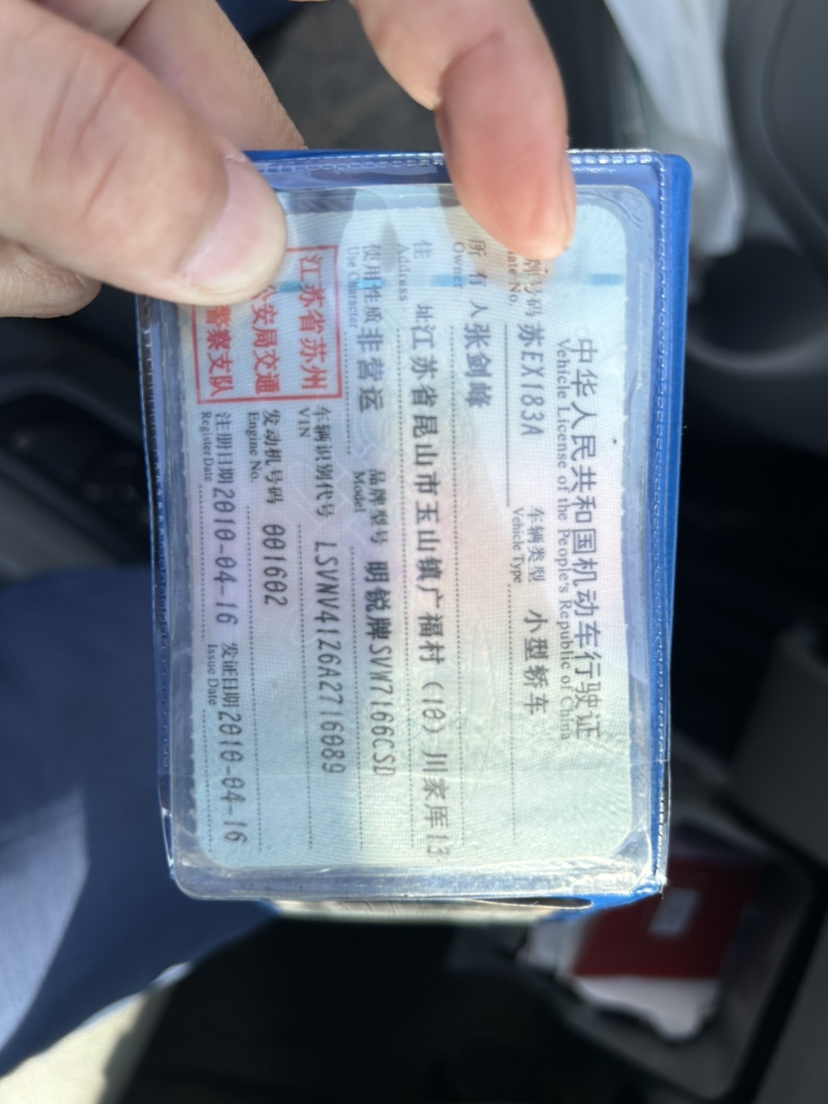 中华人民共和国机动车行驶证
Vehicle License of the People's Republic of China
牌号码 苏EX183A 车辆类型 小型轿车
ate No. Vehicle Type
所有人 张剑峰
Owner
住址 江苏省昆山市玉山镇广福村(10)川家厍13
Address
使用性质 非营运 品牌型号 明锐牌SVW7166CSD
Use Character Model
江苏省苏州 车辆识别代号 LSVNV41Z6A2716089
VIN
公安局交通 发动机号码 001602
Engine No.
警察支队 注册日期 2010-04-16 发证日期 2010-04-16
Register Date Issue Date